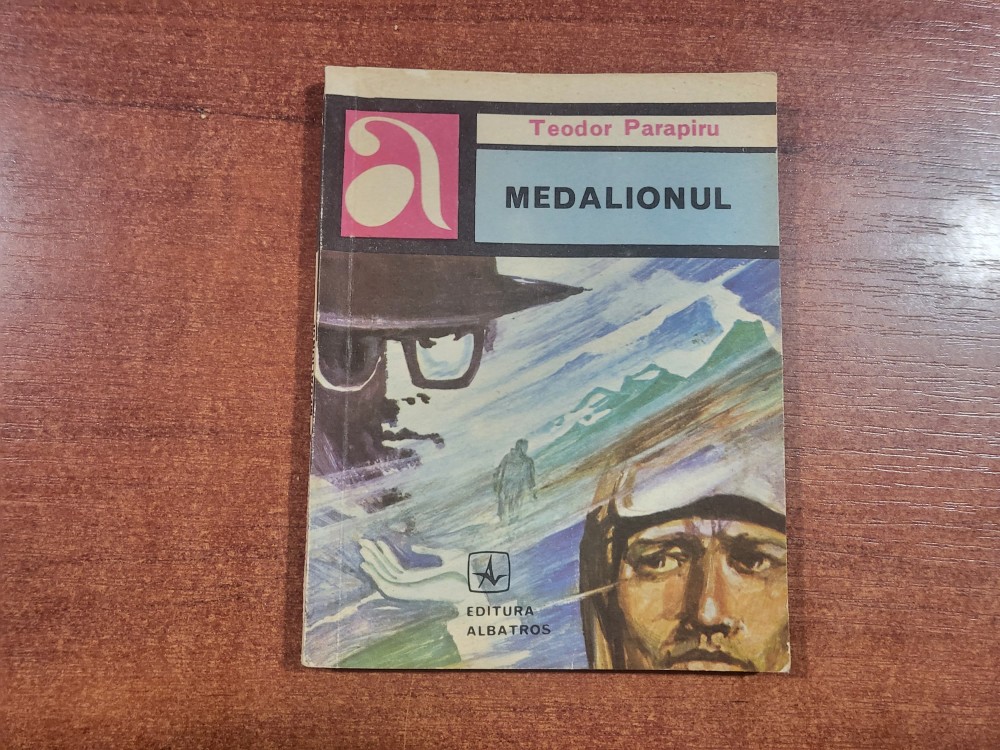 a
Teodor Parapiru
MEDALIONUL
EDITURA
ALBATROS